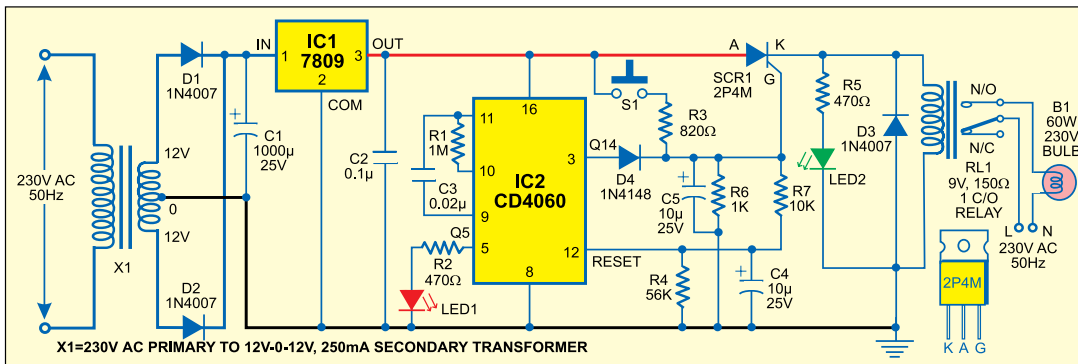 230V AC
50Hz
X1
12V
0
12V
D1
1N4007
D2
1N4007
C1
1000µ
25V
+
IN
1
IC1
7809
3
OUT
2
COM
C2
0.1µ
R1
1M
C3
0.02µ
11
10
9
Q5
5
R2
470Ω
LED1
16
IC2
CD4060
3
Q14
12
RESET
8
S1
R3
820Ω
D4
1N4148
+
C5
10µ
25V
R6
1K
R7
10K
R4
56K
+
C4
10µ
25V
A
K
G
SCR1
2P4M
R5
470Ω
LED2
D3
1N4007
N/O
N/C
RL1
9V, 150Ω
1 C/O
RELAY
B1
60W
230V
BULB
L
N
230V AC
50Hz
2P4M
K A G
X1=230V AC PRIMARY TO 12V-0-12V, 250mA SECONDARY TRANSFORMER